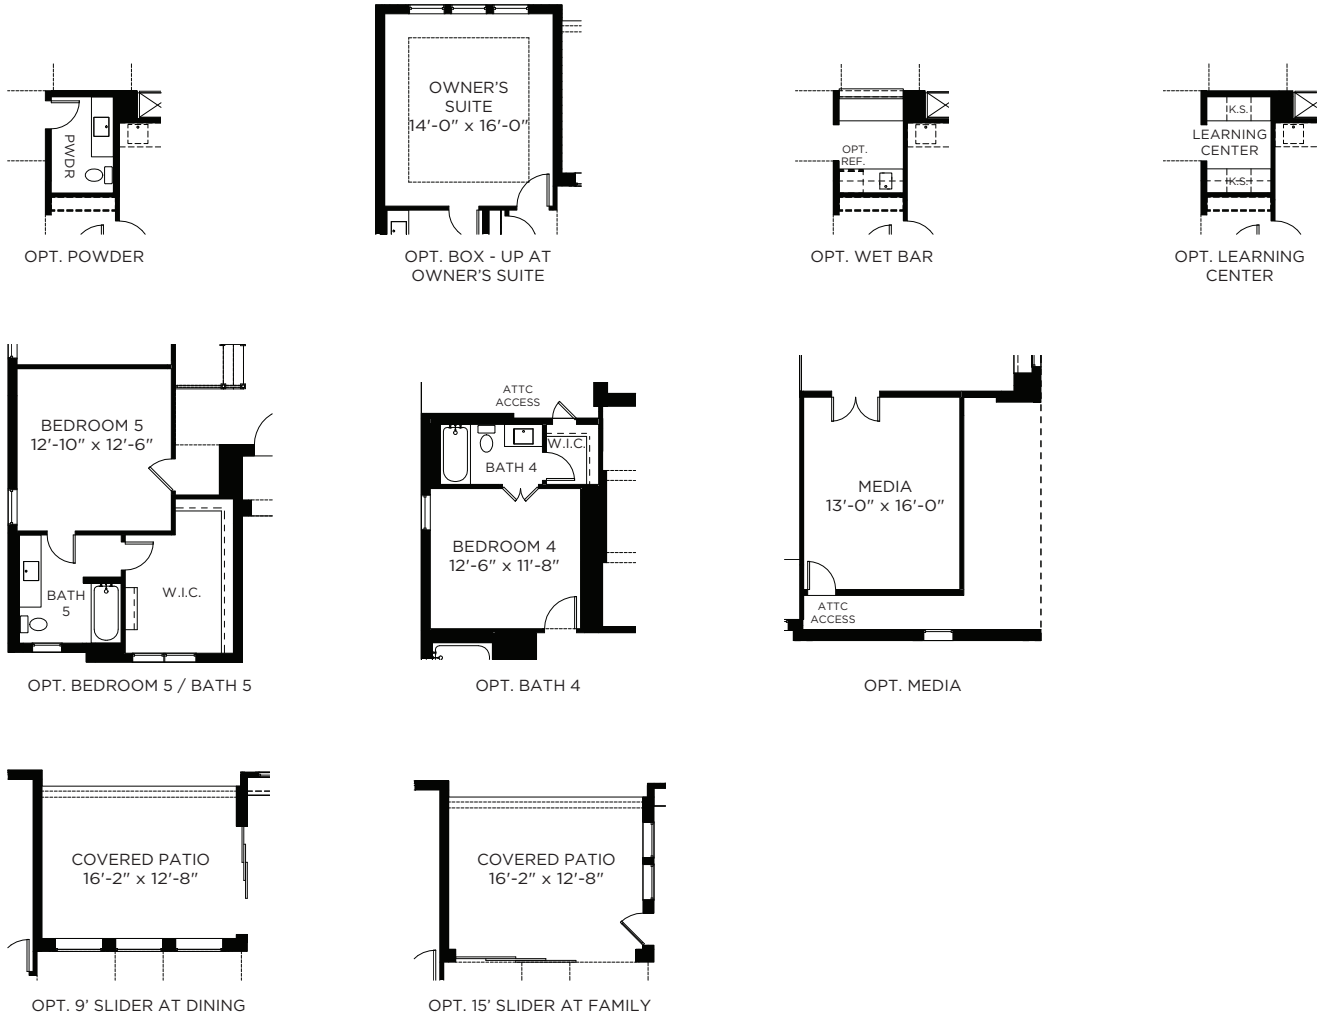 PWDR
OPT. POWDER
OWNER'S
SUITE
14'-0" x 16'-0"
OPT. BOX - UP AT
OWNER'S SUITE
OPT.
REF.
OPT. WET BAR
K.S.
LEARNING
CENTER
K.S.
OPT. LEARNING
CENTER
BEDROOM 5
12'-10" x 12'-6"
BATH
5
W.I.C.
OPT. BEDROOM 5 / BATH 5
ATTC
ACCESS
W.I.C.
BATH 4
BEDROOM 4
12'-6" x 11'-8"
OPT. BATH 4
MEDIA
13'-0" x 16'-0"
ATTC
ACCESS
OPT. MEDIA
COVERED PATIO
16'-2" x 12'-8"
OPT. 9' SLIDER AT DINING
COVERED PATIO
16'-2" x 12'-8"
OPT. 15' SLIDER AT FAMILY